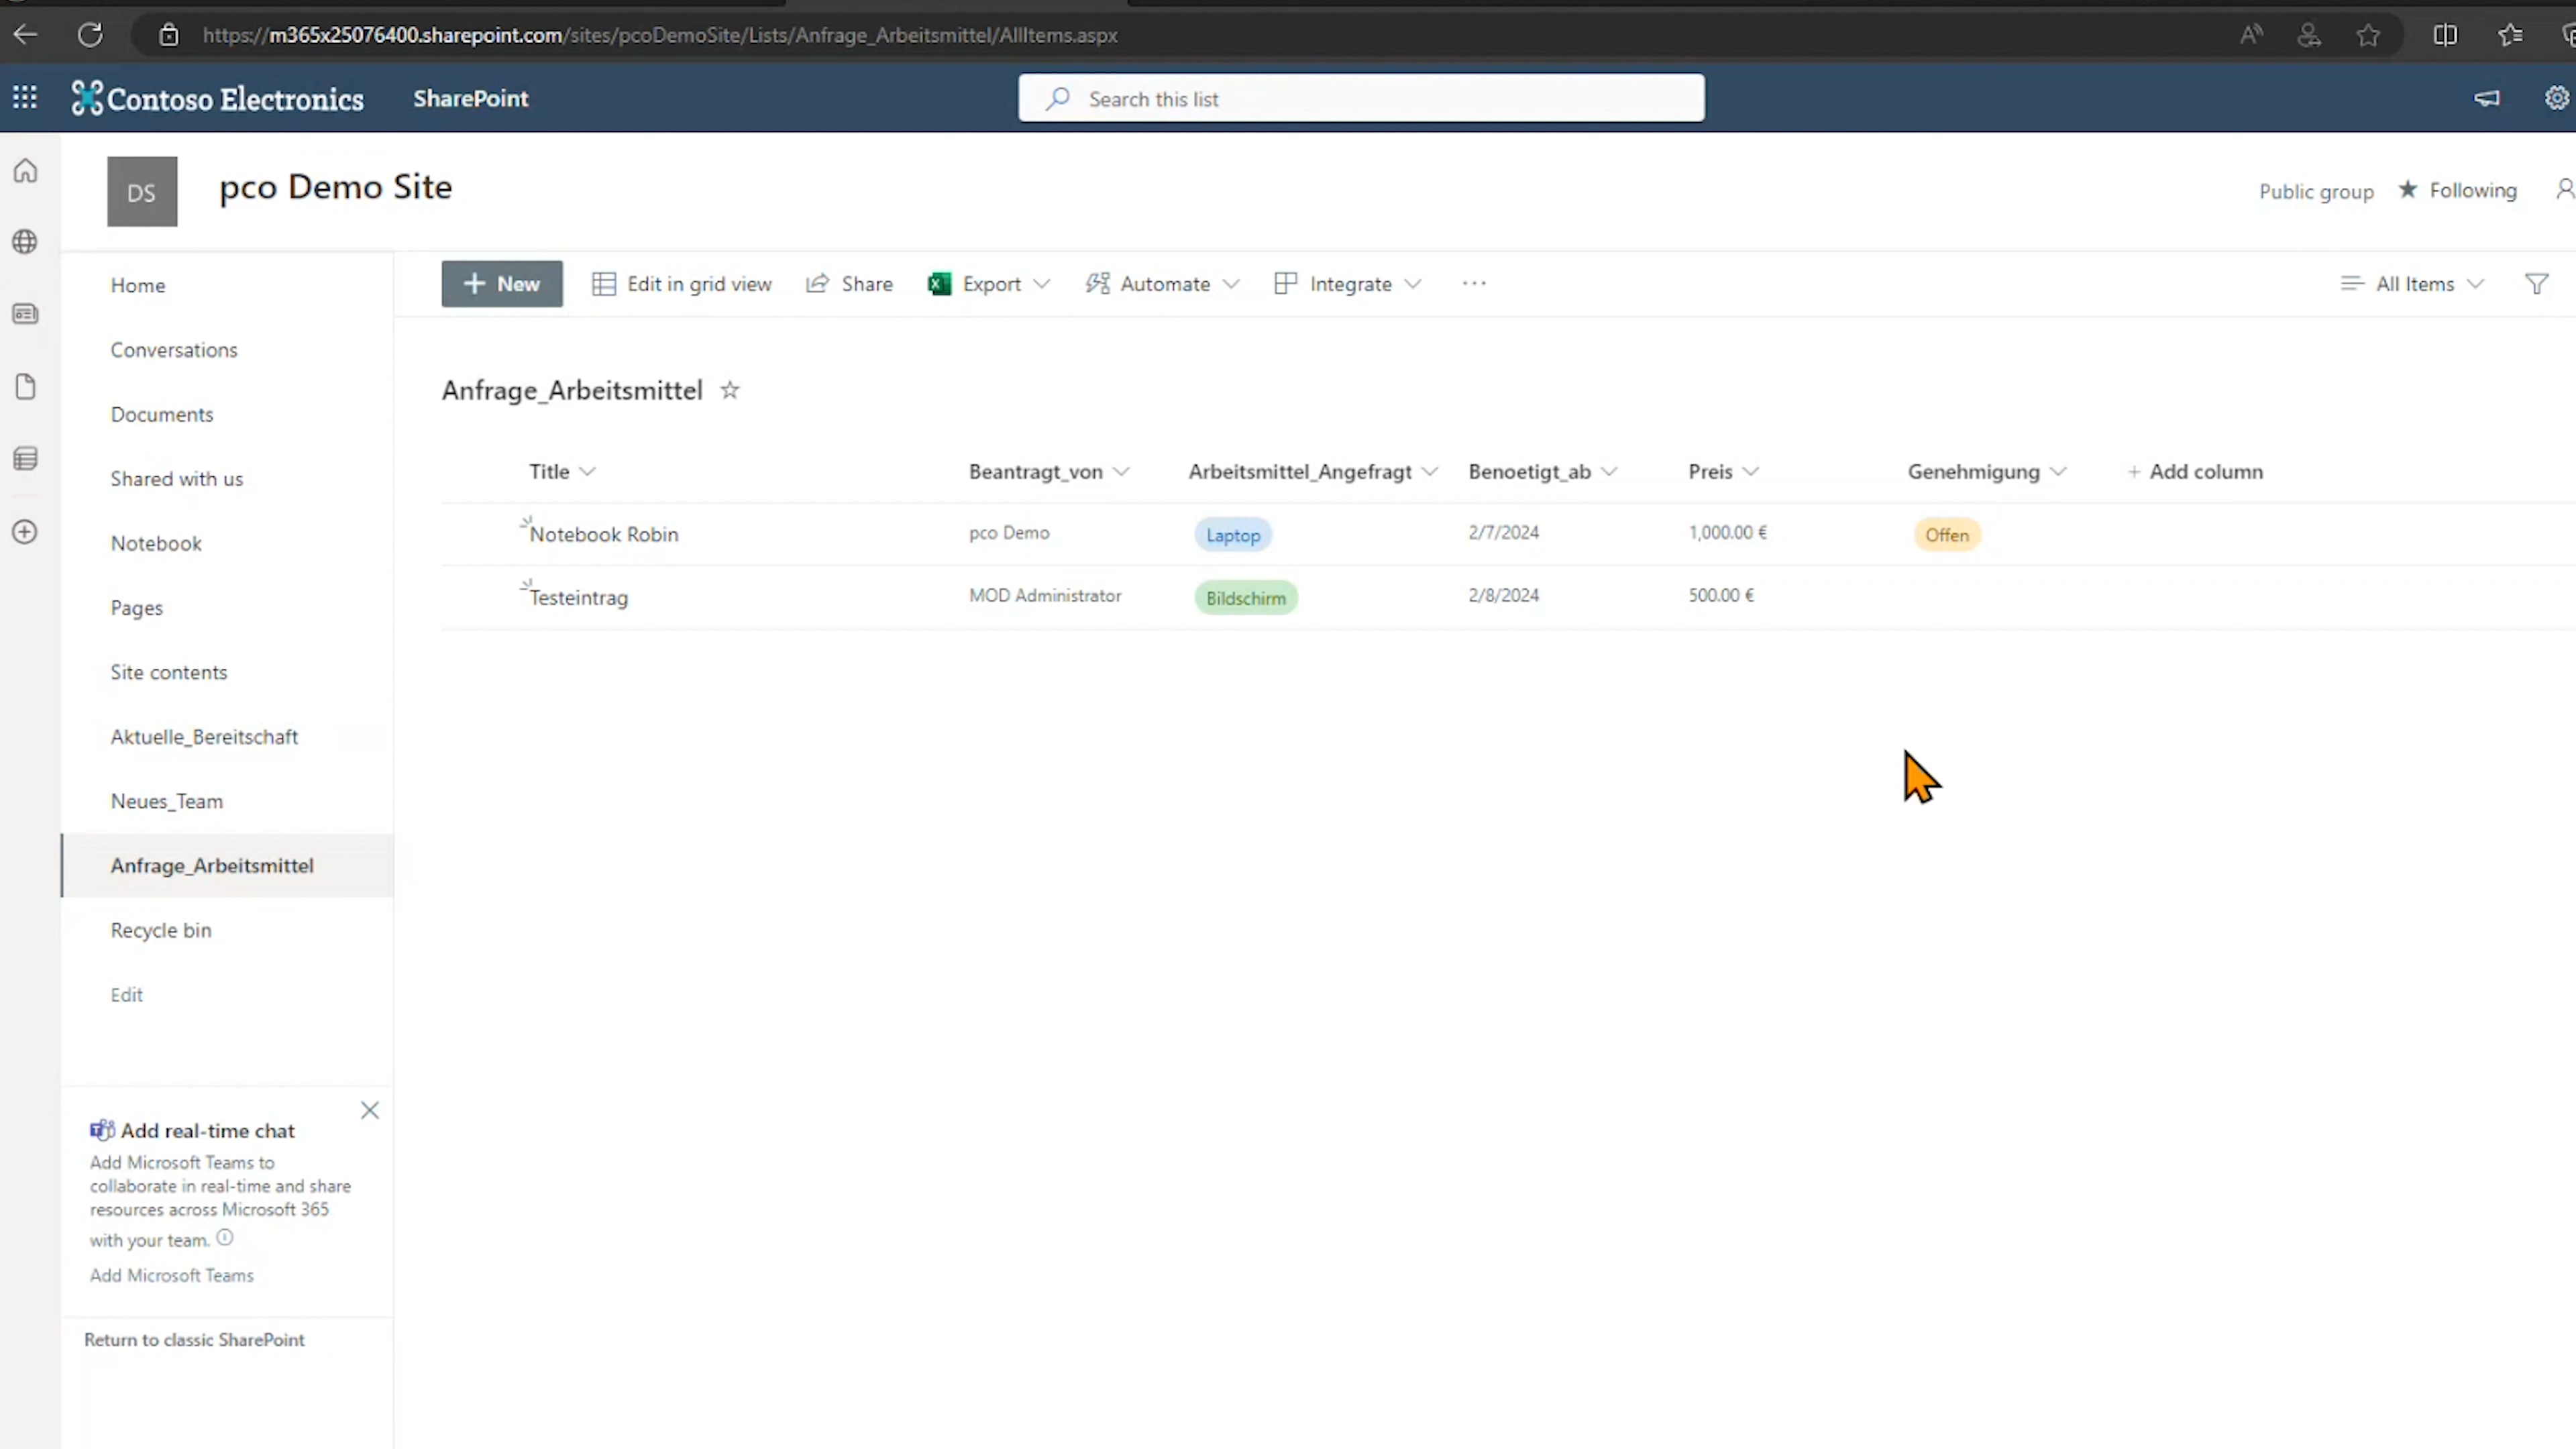 https://m365x25076400.sharepoint.com/sites/pcoDemoSite/Lists/Anfrage_Arbeitsmittel/AllItems.aspx
Contoso Electronics SharePoint Search this list
DS pco Demo Site Public group Following
New Edit in grid view Share Export Automate Integrate ... All Items
Home
Conversations
Documents
Shared with us
Notebook
Pages
Site contents
Aktuelle_Bereitschaft
Neues_Team
Anfrage_Arbeitsmittel
Recycle bin
Edit
Anfrage_Arbeitsmittel
Title Beantragt_von Arbeitsmittel_Angefragt Benoetigt_ab Preis Genehmigung + Add column
Notebook Robin pco Demo Laptop 2/7/2024 1,000.00 € Offen
Testeintrag MOD Administrator Bildschirm 2/8/2024 500.00 €
Add real-time chat
Add Microsoft Teams to
collaborate in real-time and share
resources across Microsoft 365
with your team.
Add Microsoft Teams
Return to classic SharePoint